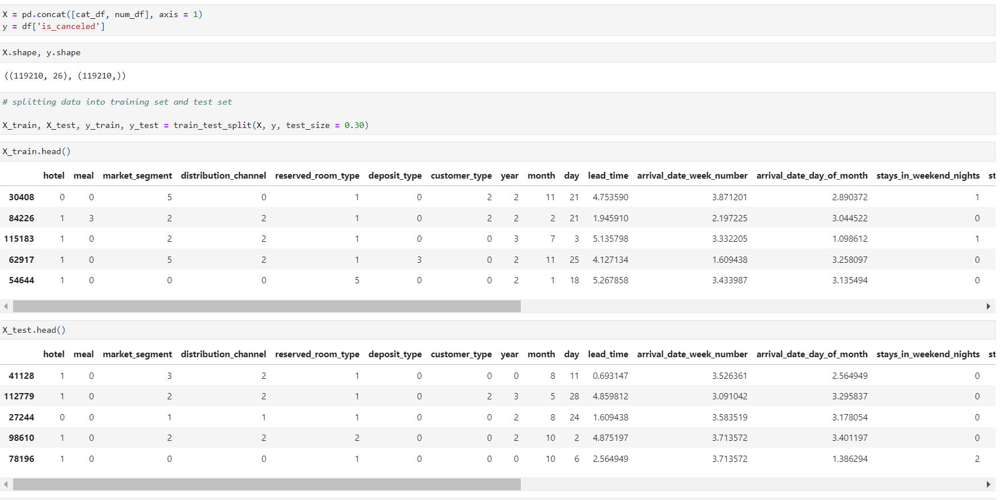 X = pd.concat([cat_df, num_df], axis = 1)
y = df['is_canceled']
X.shape, y.shape
((119210, 26), (119210,))
# splitting data into training set and test set
X_train, X_test, y_train, y_test = train_test_split(X, y, test_size = 0.30)
X_train.head()
hotel meal market_segment distribution_channel reserved_room_type deposit_type customer_type year month day lead_time arrival_date_week_number arrival_date_day_of_month stays_in_weekend_nights st
30408 0 0 5 0 1 0 2 2 11 21 4.753590 3.871201 2.890372 1
84226 1 3 2 2 1 0 2 2 2 21 1.945910 2.197225 3.044522 0
115183 1 0 2 2 1 0 0 3 7 3 5.135798 3.332205 1.098612 1
62917 1 0 5 2 1 3 0 2 11 25 4.127134 1.609438 3.258097 0
54644 1 0 0 0 5 0 0 2 1 18 5.267858 3.433987 3.135494 0
X_test.head()
hotel meal market_segment distribution_channel reserved_room_type deposit_type customer_type year month day lead_time arrival_date_week_number arrival_date_day_of_month stays_in_weekend_nights st
41128 1 0 3 2 1 0 0 0 8 11 0.693147 3.526361 2.564949 0
112779 1 0 2 2 1 0 2 3 5 28 4.859812 3.091042 3.295837 0
27244 0 0 1 1 1 0 0 2 8 24 1.609438 3.583519 3.178054 0
98610 1 0 2 2 2 0 0 2 10 2 4.875197 3.713572 3.401197 0
78196 1 0 0 0 1 0 0 0 10 6 2.564949 3.713572 1.386294 2